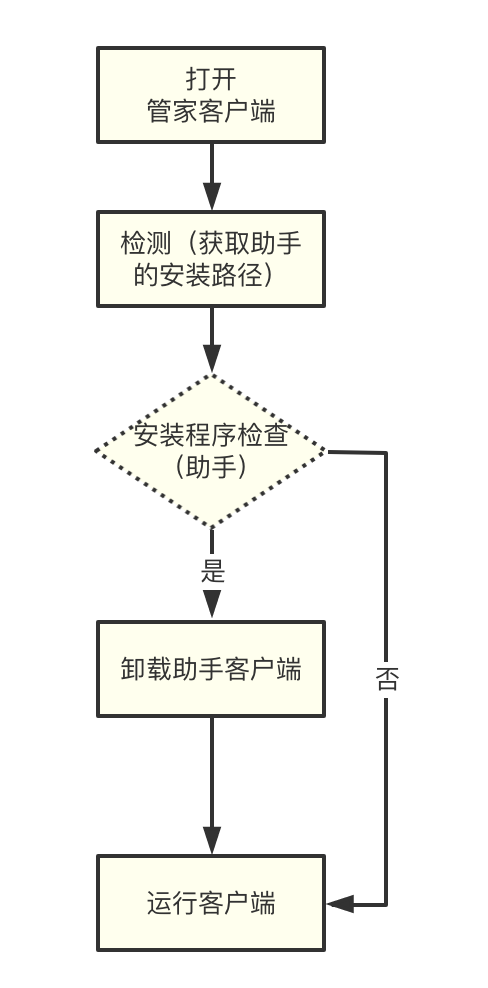 打开
管家客户端
检测（获取助手
的安装路径）
安装程序检查
（助手）
是
卸载助手客户端
否
运行客户端